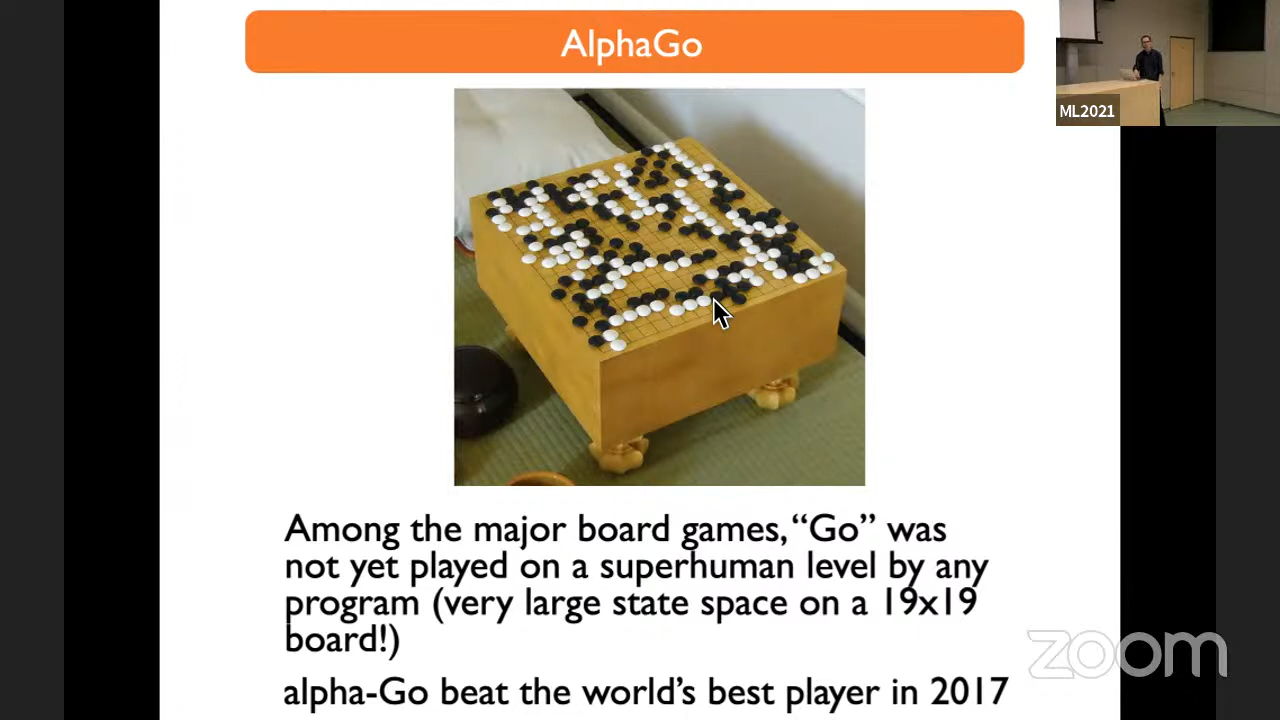 AlphaGo
ML2021
Among the major board games, “Go” was
not yet played on a superhuman level by any
program (very large state space on a 19x19
board!)
zoom
alpha-Go beat the world’s best player in 2017